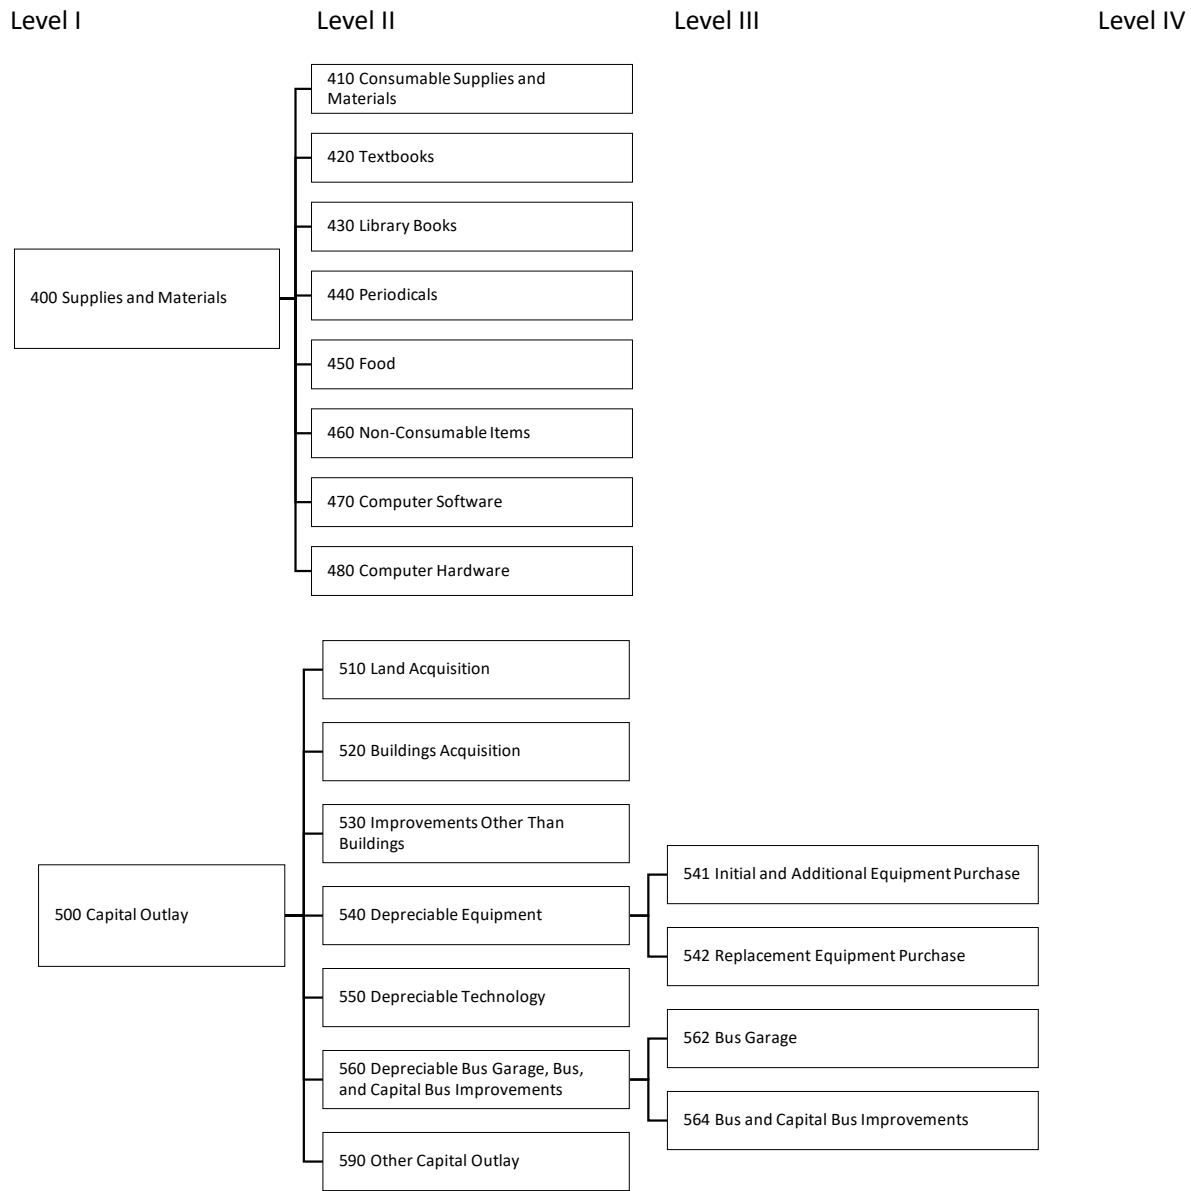 Level I
Level II
Level III
Level IV
400 Supplies and Materials
410 Consumable Supplies and
Materials
420 Textbooks
430 Library Books
440 Periodicals
450 Food
460 Non-Consumable Items
470 Computer Software
480 Computer Hardware
500 Capital Outlay
510 Land Acquisition
520 Buildings Acquisition
530 Improvements Other Than
Buildings
540 Depreciable Equipment
541 Initial and Additional Equipment Purchase
542 Replacement Equipment Purchase
550 Depreciable Technology
560 Depreciable Bus Garage, Bus,
and Capital Bus Improvements
562 Bus Garage
564 Bus and Capital Bus Improvements
590 Other Capital Outlay